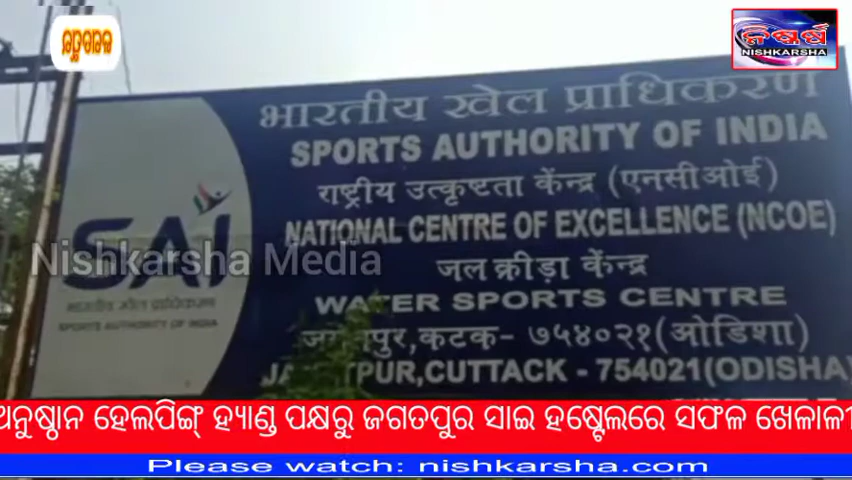 ନିଷ୍କର୍ଷ
NISHKARSHA
भारतीय खेल प्राधिकरण
SPORTS AUTHORITY OF INDIA
राष्ट्रीय उत्कृष्टता केंन्द्र (एनसीओई)
NATIONAL CENTRE OF EXCELLENCE (NCOE)
जल क्रीड़ा केंन्द्र
WATER SPORTS CENTRE
कटक- ७५४०२१(ओडिशा)
CUTTACK - 754021(ODISHA)
SAI
भारतीय खेल प्राधिकरण
SPORTS AUTHORITY OF INDIA
Nishkarsha Media
ଅନୁଷ୍ଠାନ ହେଲପିଙ୍ଗ୍ ହ୍ୟାଣ୍ଡ ପକ୍ଷରୁ ଜଗତପୁର ସାଇ ହଷ୍ଟେଲରେ ସଫଳ ଖେଳାଳୀ
Please watch: nishkarsha.com